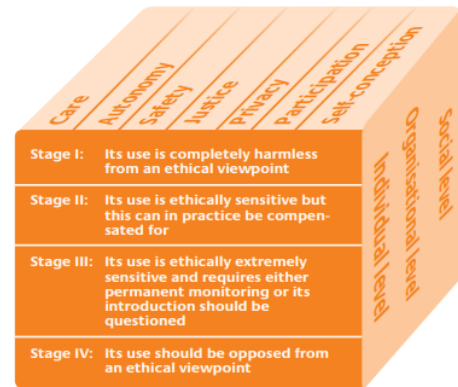 Care
Autonomy
Safety
Justice
Privacy
Participation
Self-conception
Stage I: Its use is completely harmless
from an ethical viewpoint
Stage II: Its use is ethically sensitive but
this can in practice be compen-
sated for
Stage III: Its use is ethically extremely
sensitive and requires either
permanent monitoring or its
introduction should be
questioned
Stage IV: Its use should be opposed from
an ethical viewpoint
Individual level
Organisational level
Social level